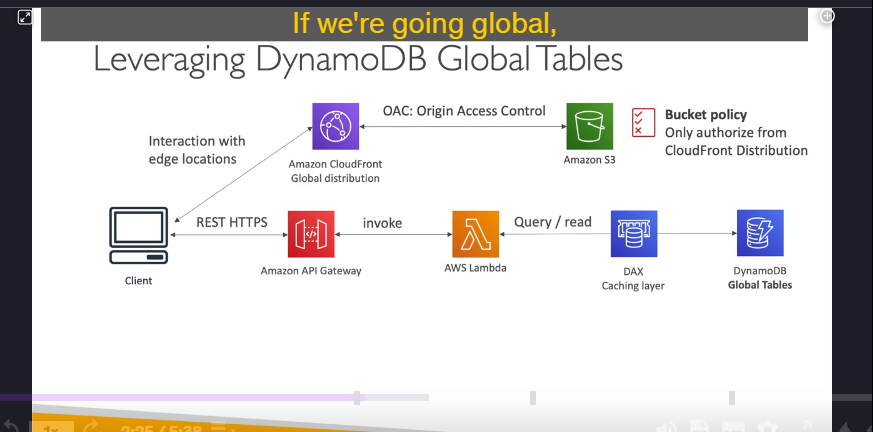 If we're going global,
Leveraging DynamoDB Global Tables
OAC: Origin Access Control
Bucket policy
Only authorize from
CloudFront Distribution
Interaction with
edge locations
Amazon CloudFront
Global distribution
Amazon S3
REST HTTPS
invoke
Query / read
Client
Amazon API Gateway
AWS Lambda
DAX
Caching layer
DynamoDB
Global Tables
1x
2:25 / 5:38